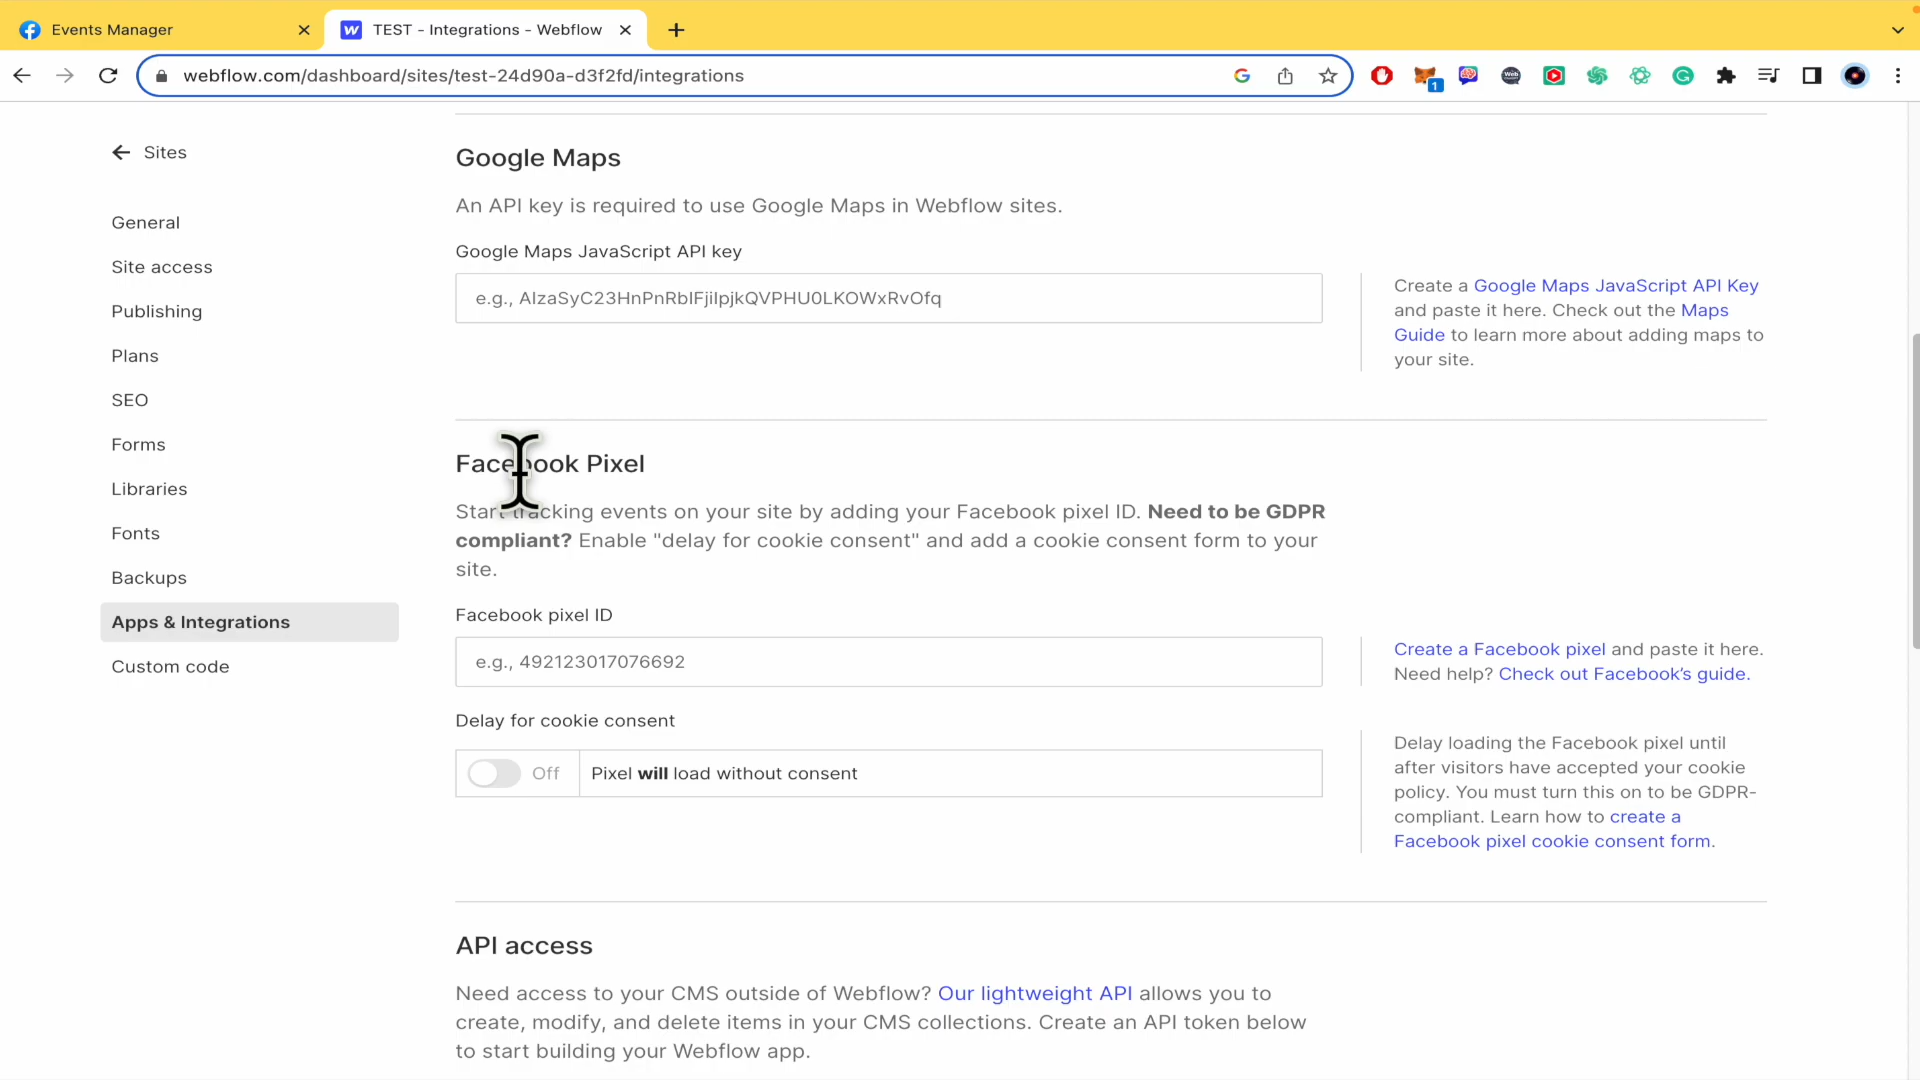 Events Manager
TEST - Integrations - Webflow
webflow.com/dashboard/sites/test-24d90a-d3f2fd/integrations
1
Sites
General
Site access
Publishing
Plans
SEO
Forms
Libraries
Fonts
Backups
Apps & Integrations
Custom code
Google Maps
An API key is required to use Google Maps in Webflow sites.
Google Maps JavaScript API key
e.g., AIzaSyC23HnPnRblFjiIpjkQVPHU0LKOWxRvOfq
Create a Google Maps JavaScript API Key
and paste it here. Check out the Maps
Guide to learn more about adding maps to
your site.
Facebook Pixel
Start tracking events on your site by adding your Facebook pixel ID. Need to be GDPR
compliant? Enable "delay for cookie consent" and add a cookie consent form to your
site.
Facebook pixel ID
e.g., 492123017076692
Create a Facebook pixel and paste it here.
Need help? Check out Facebook's guide.
Delay for cookie consent
Off
Pixel will load without consent
Delay loading the Facebook pixel until
after visitors have accepted your cookie
policy. You must turn this on to be GDPR-
compliant. Learn how to create a
Facebook pixel cookie consent form.
API access
Need access to your CMS outside of Webflow? Our lightweight API allows you to
create, modify, and delete items in your CMS collections. Create an API token below
to start building your Webflow app.